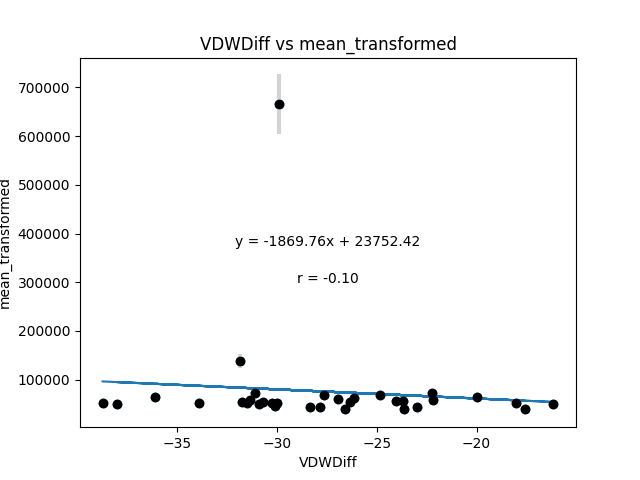 VDWDiff vs mean_transformed
700000
600000
500000
400000
300000
200000
100000
mean_transformed
y = -1869.76x + 23752.42
r = -0.10
−35
−30
−25
−20
VDWDiff